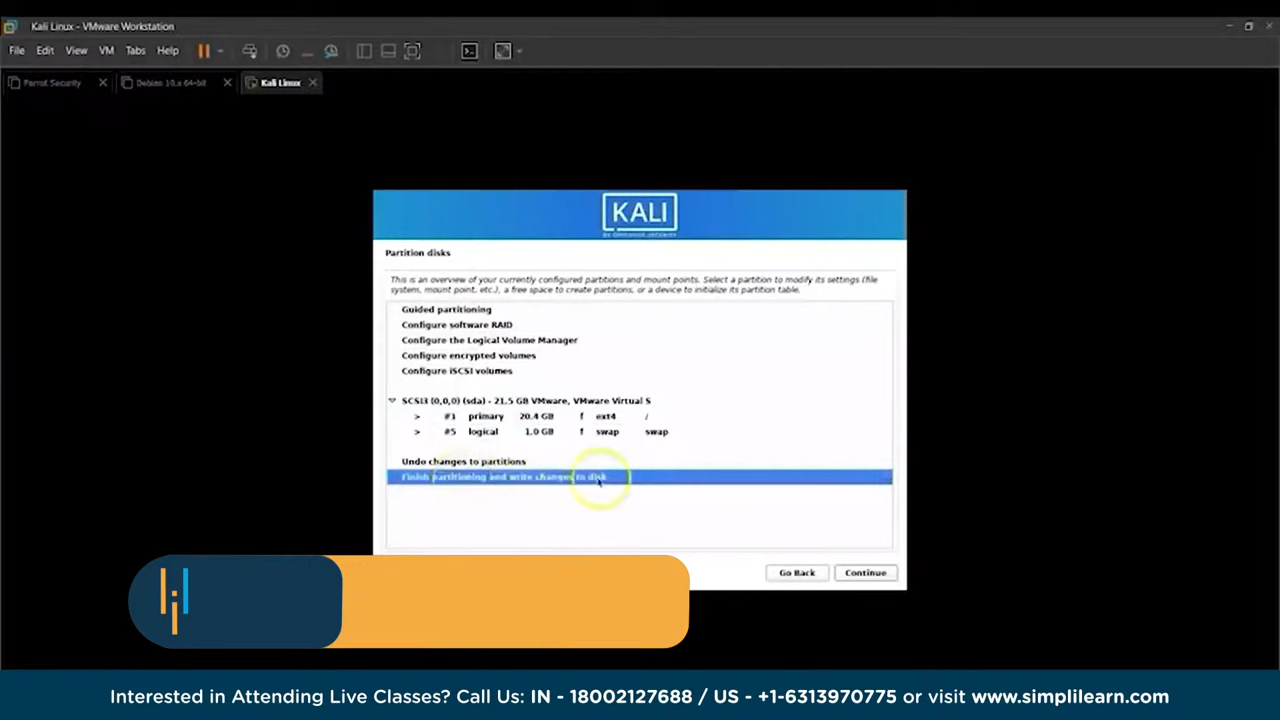 Kali Linux - VMware Workstation
File Edit View VM Tabs Help
Parrot Security
Debian 10.x 64-bit
Kali Linux
KALI
Partition disks
This is an overview of your currently configured partitions and mount points. Select a partition to modify its settings (file
system, mount point, etc.), a free space to create partitions, or a device to initialize its partition table.
Guided partitioning
Configure software RAID
Configure the Logical Volume Manager
Configure encrypted volumes
Configure iSCSI volumes
SCSI3 (0,0,0) (sda) - 21.5 GB VMware, VMware Virtual S
> #1 primary 20.4 GB f ext4 /
> #5 logical 1.0 GB f swap swap
Undo changes to partitions
Finish partitioning and write changes to disk
Go Back Continue
Interested in Attending Live Classes? Call Us: IN - 18002127688 / US - +1-6313970775 or visit www.simplilearn.com